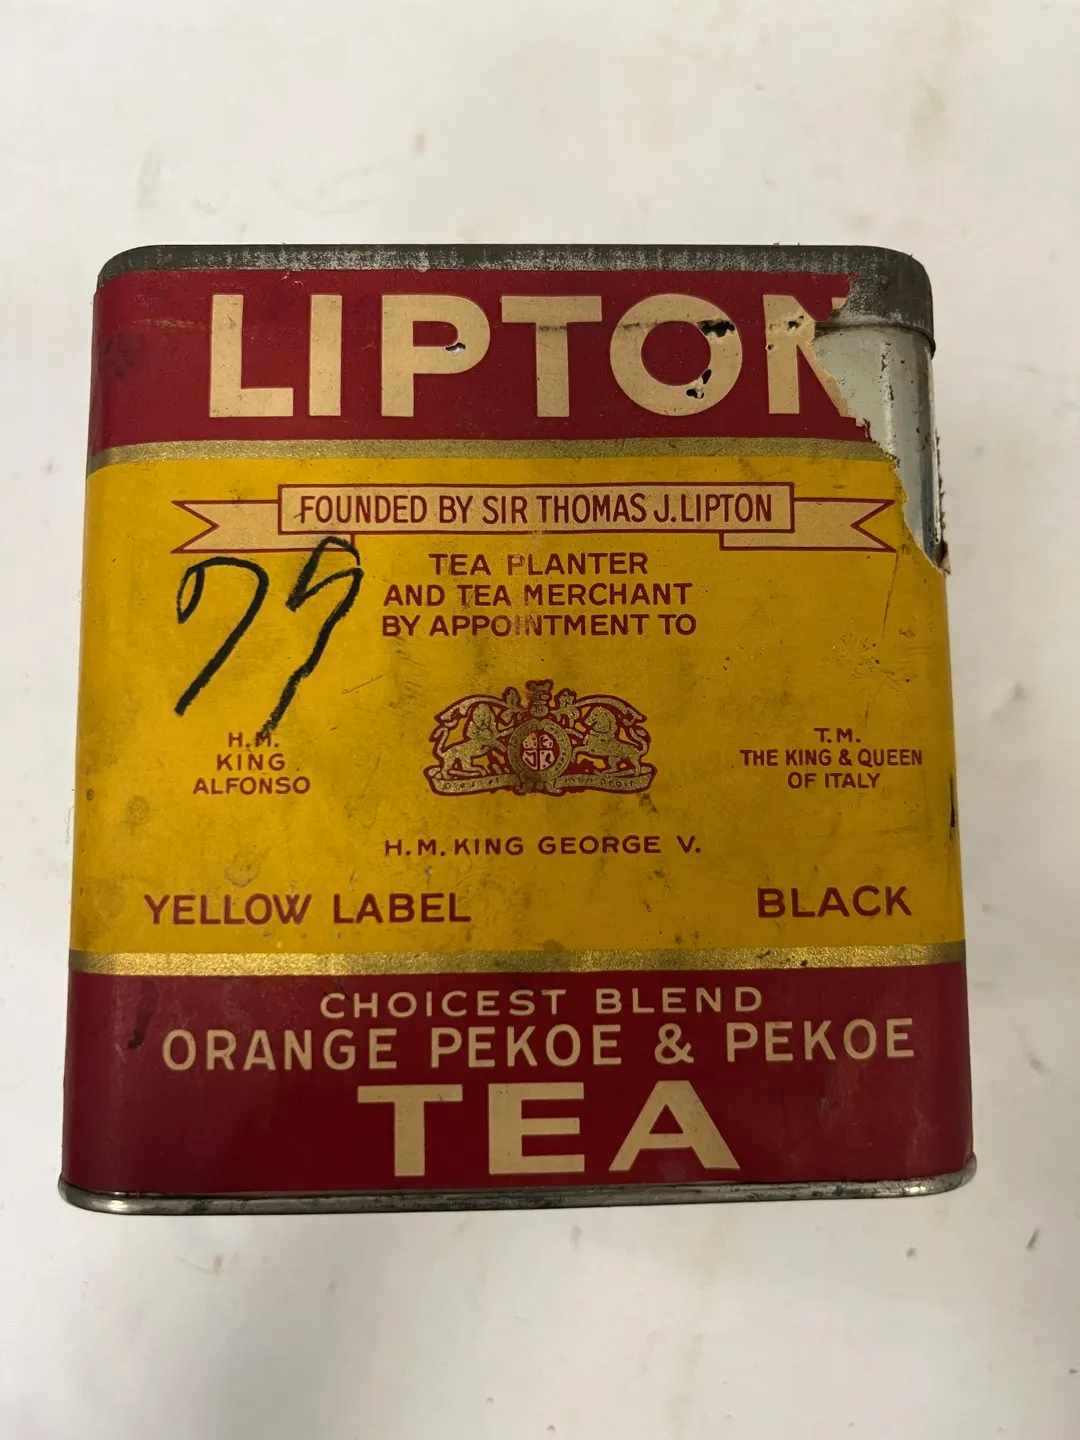 LIPTON
FOUNDED BY SIR THOMAS J. LIPTON
TEA PLANTER
AND TEA MERCHANT
BY APPOINTMENT TO
H.M.
KING
ALFONSO
T.M.
THE KING & QUEEN
OF ITALY
H.M. KING GEORGE V.
YELLOW LABEL
BLACK
CHOICEST BLEND
ORANGE PEKOE & PEKOE
TEA